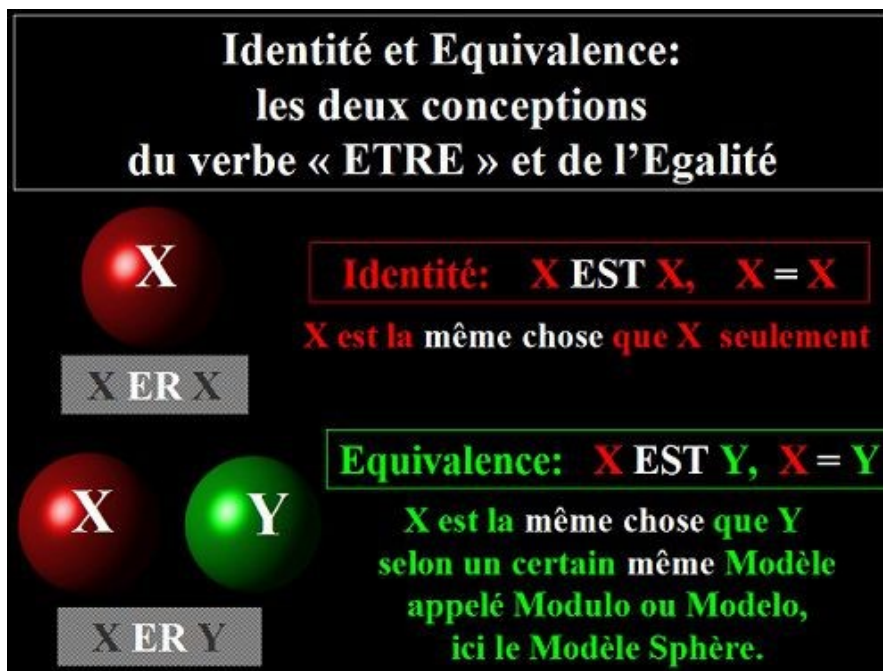 Identité et Equivalence:
les deux conceptions
du verbe « ETRE » et de l'Egalité
X
Identité: X EST X, X = X
X est la même chose que X seulement
X ER X
X Y
Equivalence: X EST Y, X = Y
X est la même chose que Y
selon un certain même Modèle
appelé Modulo ou Modelo,
ici le Modèle Sphère.
X ER Y